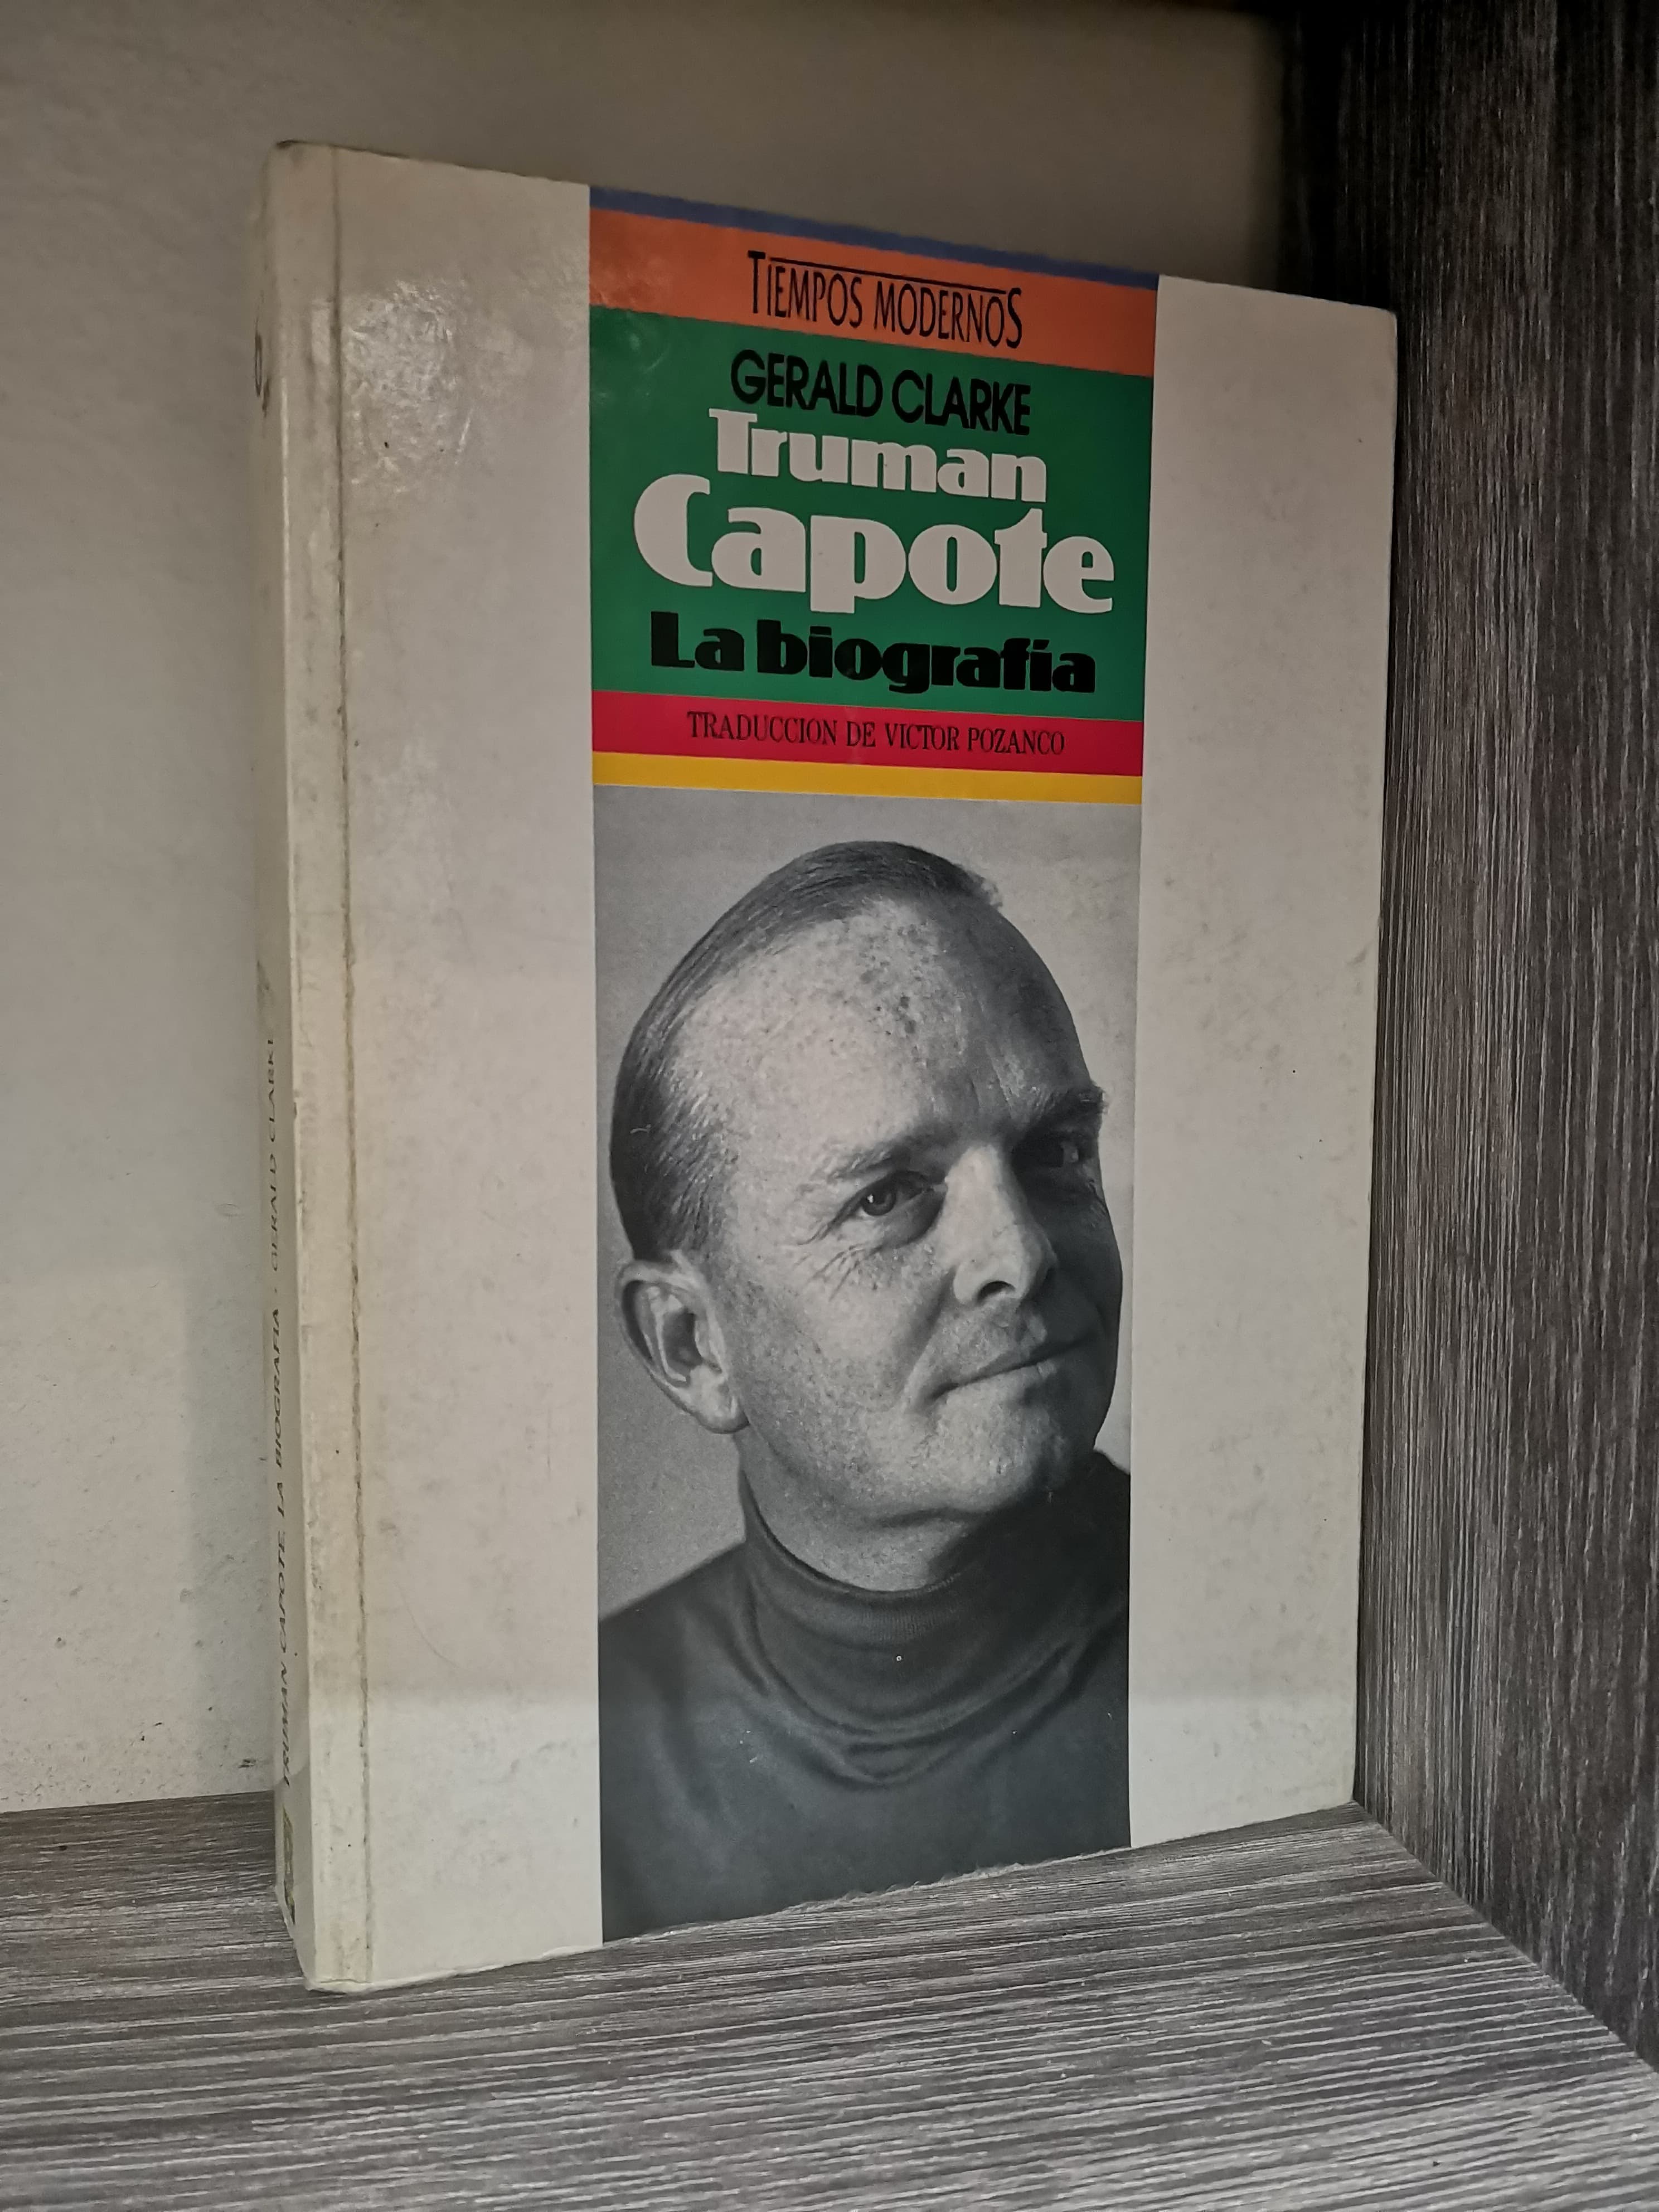 TIEMPOS MODERNOS
GERALD CLARKE
Truman
Capote
La biografía
TRADUCCION DE VICTOR POZANCO
TRUMAN CAPOTE. LA BIOGRAFIA · GERALD CLARKE